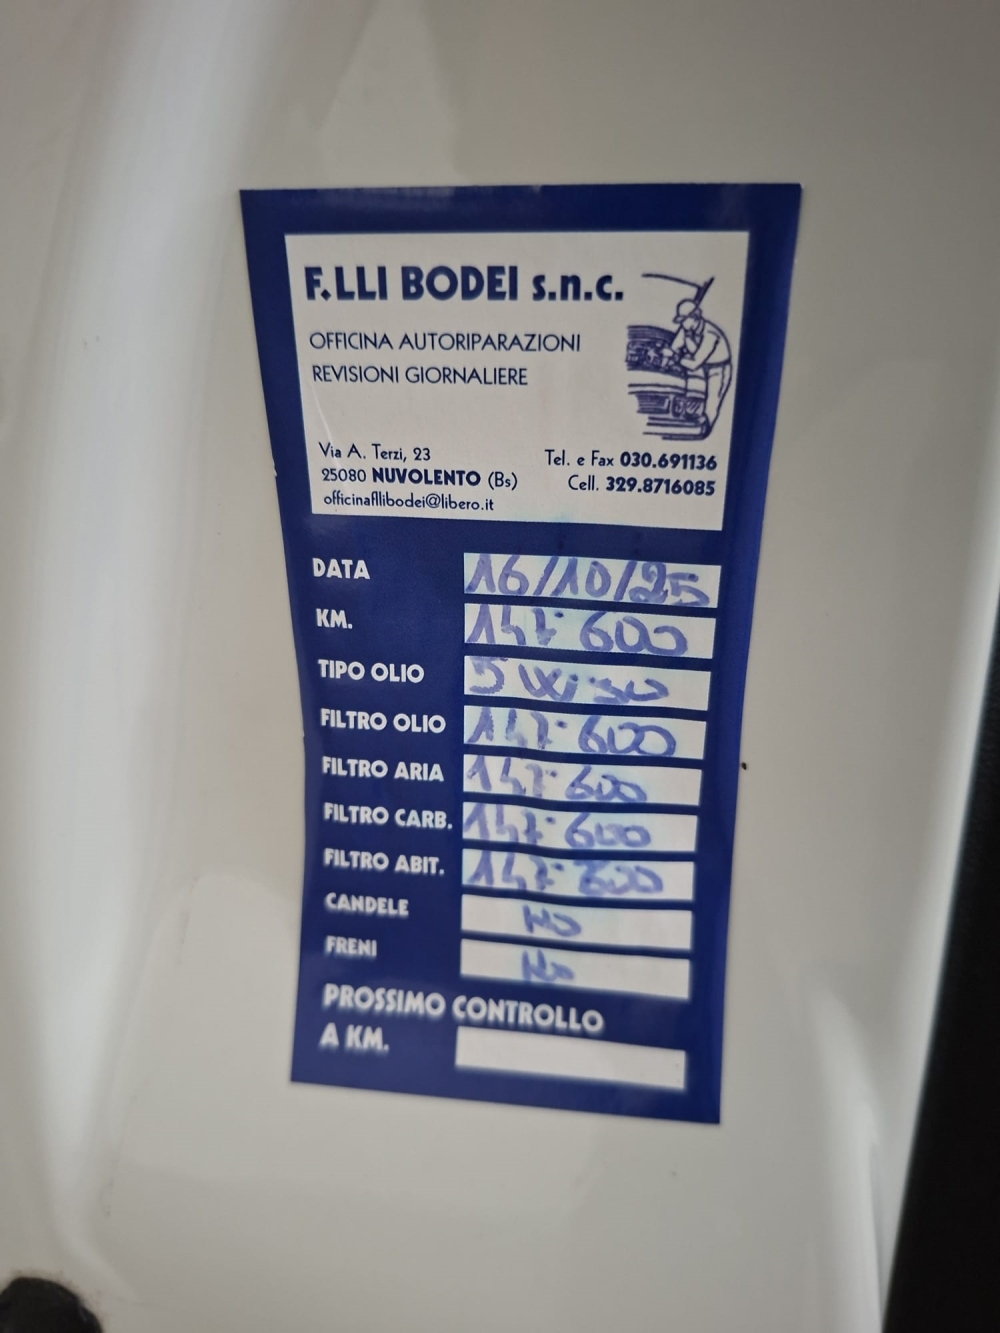 F.LLI BODEI s.n.c.
OFFICINA AUTORIPARAZIONI
REVISIONI GIORNALIERE
Via A. Terzi, 23
25080 NUVOLENTO (Bs)
officinafllibodei@libero.it
Tel. e Fax 030.691136
Cell. 329.8716085
DATA 16/10/25
KM. 147.600
TIPO OLIO 5
FILTRO OLIO 147.600
FILTRO ARIA 147.600
FILTRO CARB. 147.600
FILTRO ABIT. 147.600
CANDELE NO
FRENI NO
PROSSIMO CONTROLLO
A KM.